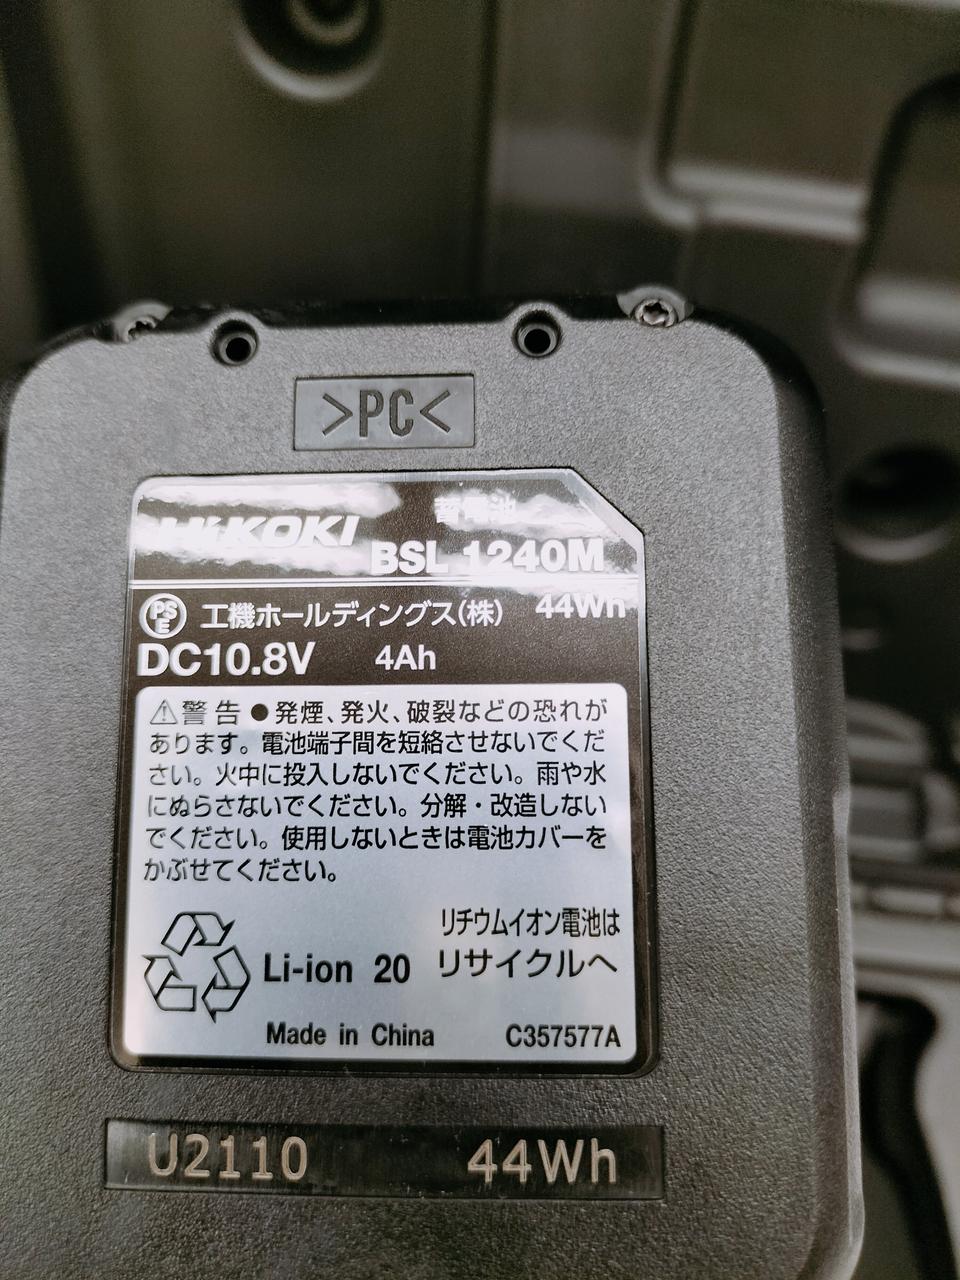 >PC<
HiKOKI
蓄電池
BSL 1240M
PSE 工機ホールディングス(株) 44Wh
DC10.8V 4Ah
⚠警告 ●発煙、発火、破裂などの恐れが
あります。電池端子間を短絡させないでくだ
さい。火中に投入しないでください。雨や水
にぬらさないでください。分解・改造しない
でください。使用しないときは電池カバーを
かぶせてください。
リチウムイオン電池は
Li-ion 20 リサイクルへ
Made in China C357577A
U2110 44Wh